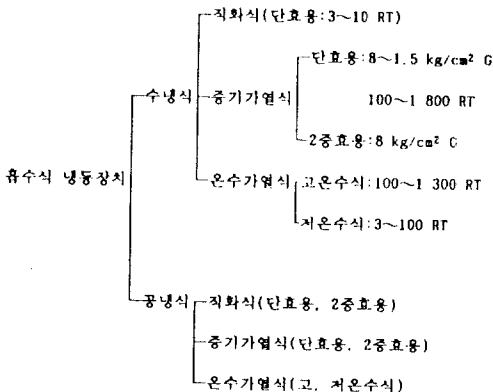 직화식(단효용:3~10 RT)
단효용:8~1.5 kg/cm² G
수냉식 증기가열식 100~1 800 RT
2중효용:8 kg/cm² G
흡수식 냉동장치 온수가열식 고온수식:100~1 300 RT
저온수식:3~100 RT
공냉식 직화식(단효용, 2중효용)
증기가열식(단효용, 2중효용)
온수가열식(고, 저온수식)